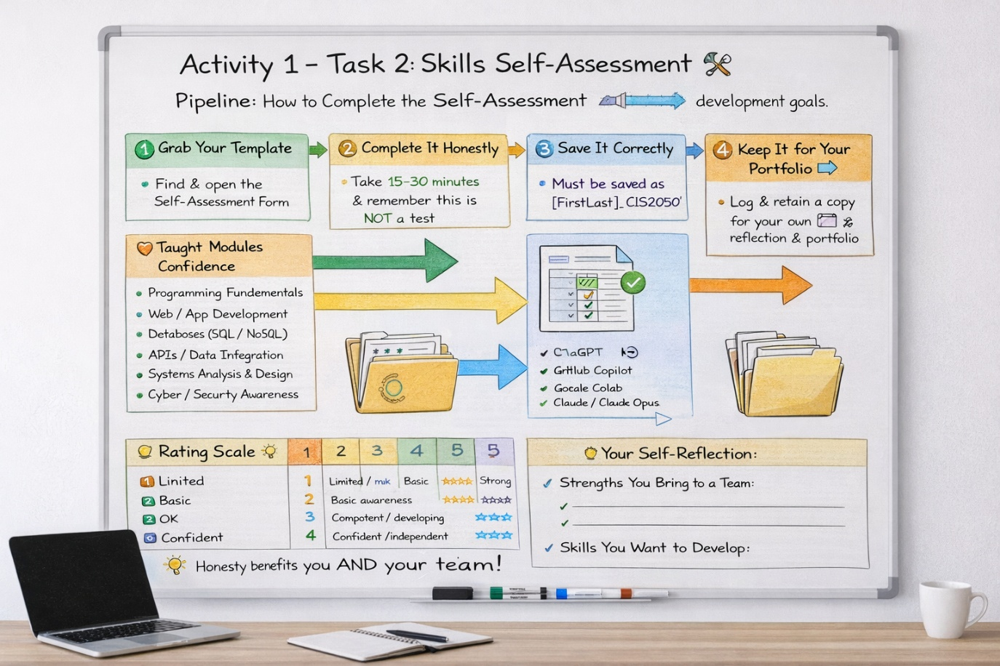 Activity 1 – Task 2: Skills Self-Assessment
Pipeline: How to Complete the Self-Assessment development goals.
1 Grab Your Template
Find & open the
Self-Assessment Form
2 Complete It Honestly
Take 15–30 minutes
& remember this is
NOT a test
3 Save It Correctly
Must be saved as
[FirstLast]_CIS2050'
4 Keep It for Your
Portfolio
Log & retain a copy
for your own
reflection & portfolio
Taught Modules
Confidence
Programming Fundementals
Web / App Development
Detaboses (SQL / NoSQL)
APIs / Data Infegration
Systems Analysis & Design
Cyber / Securty Awareness
GrHlub Copilot
Gocale Colab
Claude / Claude Opus
Rating Scale 1 2 3 4 5 5
1 Linited
2 Basic
2 OK
Confident
1 Limited / Basic Strong
2 Basic awareness
3 Compotent / developing
4 Confident /independent
Honesty benefits you AND your team!
Your Self-Reflection:
Strengths You Bring to a Team:
Skills You Want to Develop: